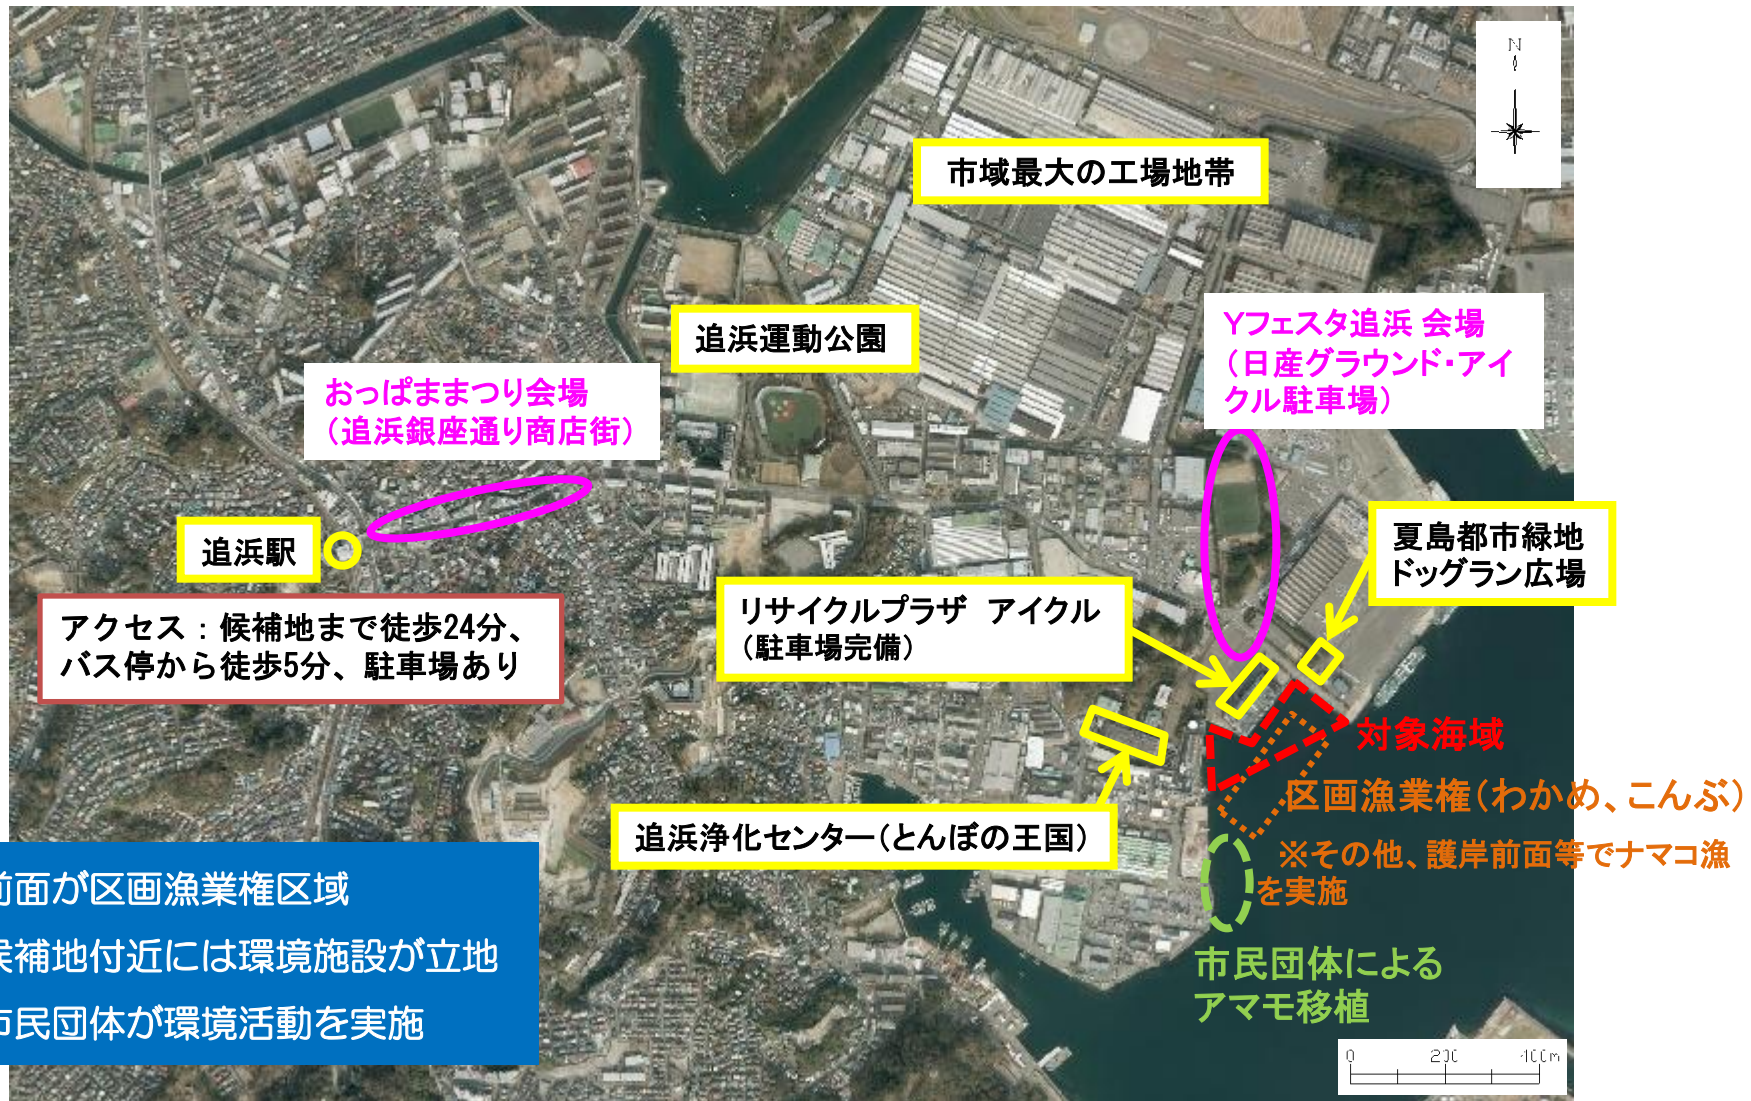 N
市域最大の工場地帯
追浜運動公園
Yフェスタ追浜 会場
（日産グラウンド・アイ
クル駐車場）
おっぱままつり会場
（追浜銀座通り商店街）
追浜駅
夏島都市緑地
ドッグラン広場
アクセス：候補地まで徒歩24分、
バス停から徒歩5分、駐車場あり
リサイクルプラザ　アイクル
（駐車場完備）
対象海域
区画漁業権（わかめ、こんぶ）
追浜浄化センター（とんぼの王国）
※その他、護岸前面等でナマコ漁
を実施
前面が区画漁業権区域
候補地付近には環境施設が立地
市民団体が環境活動を実施
市民団体による
アマモ移植
0 200 400m